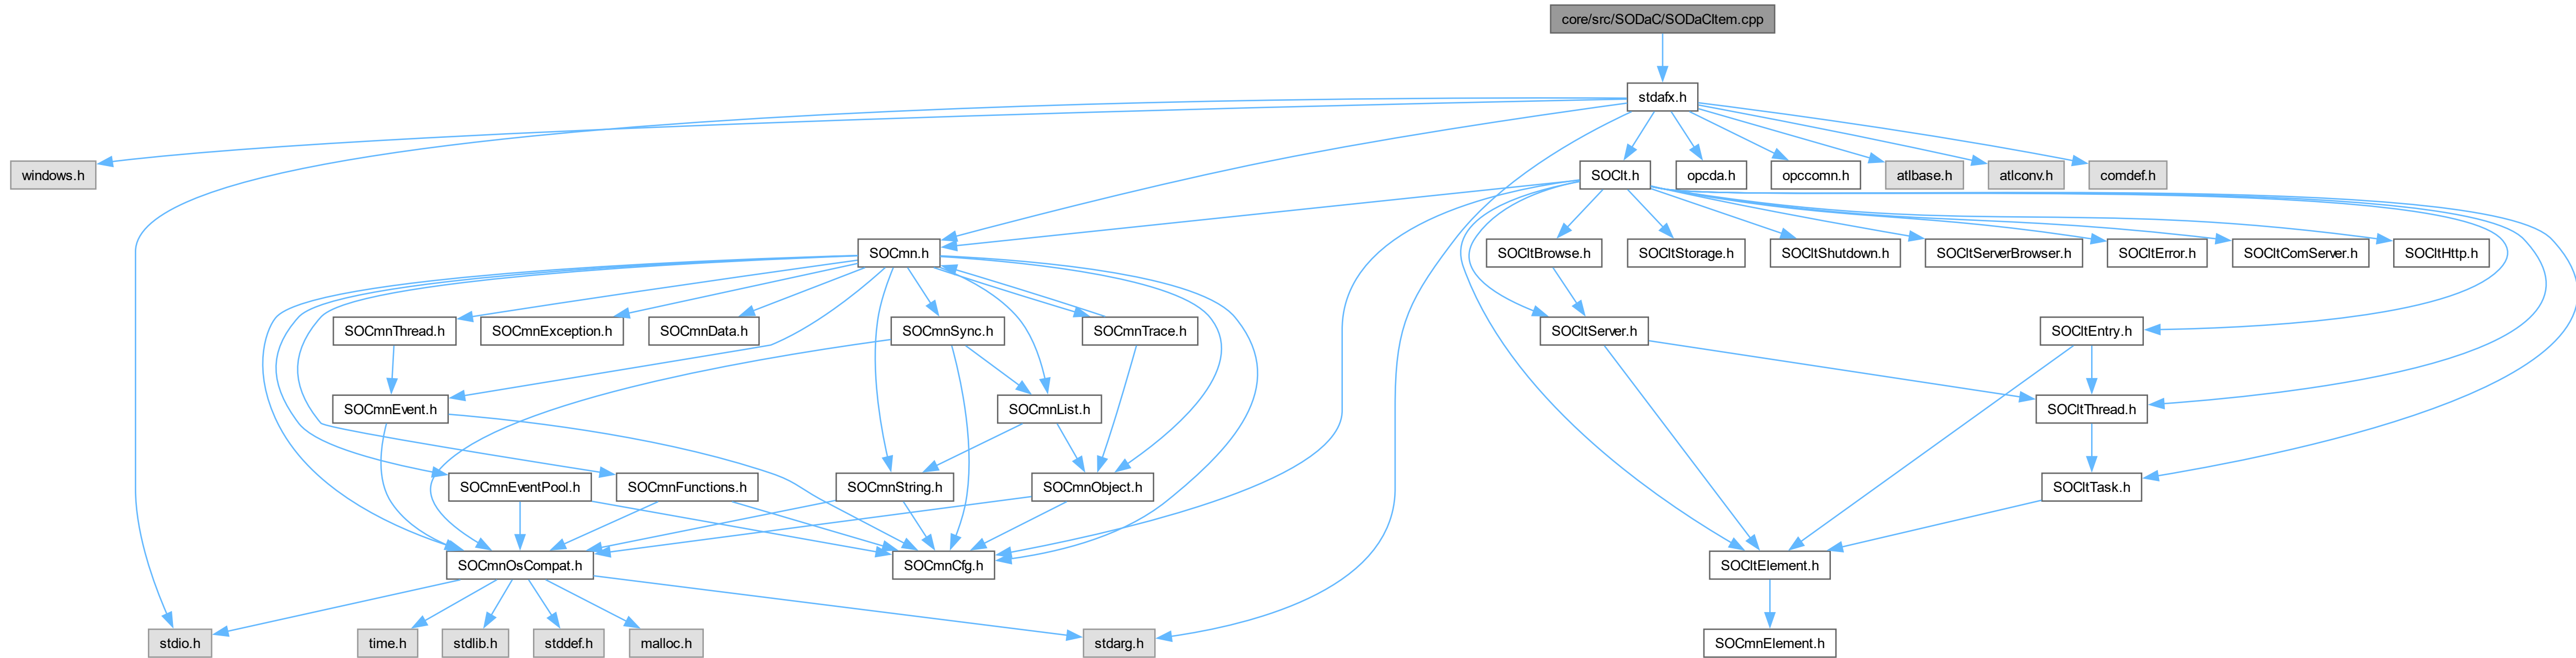 core/src/SODaC/SODaCItem.cpp
stdafx.h
windows.h
SOClt.h
opcda.h
opccomn.h
atlbase.h
atlconv.h
comdef.h
SOCmn.h
SOCltBrowse.h
SOCltStorage.h
SOCltShutdown.h
SOCltServerBrowser.h
SOCltError.h
SOCltComServer.h
SOCltHttp.h
SOCmnThread.h
SOCmnException.h
SOCmnData.h
SOCmnSync.h
SOCmnTrace.h
SOCltServer.h
SOCltEntry.h
SOCmnEvent.h
SOCmnList.h
SOCltThread.h
SOCmnEventPool.h
SOCmnFunctions.h
SOCmnString.h
SOCmnObject.h
SOCltTask.h
SOCmnOsCompat.h
SOCmnCfg.h
SOCltElement.h
stdio.h
time.h
stdlib.h
stddef.h
malloc.h
stdarg.h
SOCmnElement.h